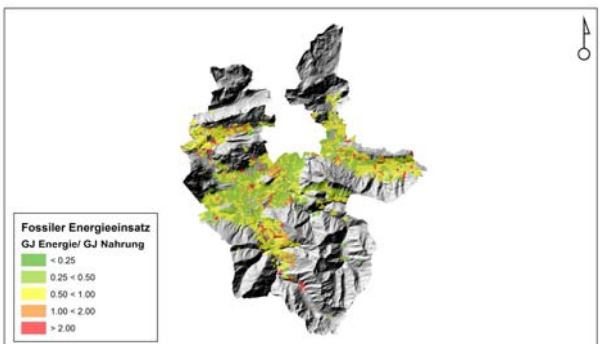 Fossiler Energieeinsatz
GJ Energie/ GJ Nahrung
< 0.25
0.25 < 0.50
0.50 < 1.00
1.00 < 2.00
> 2.00